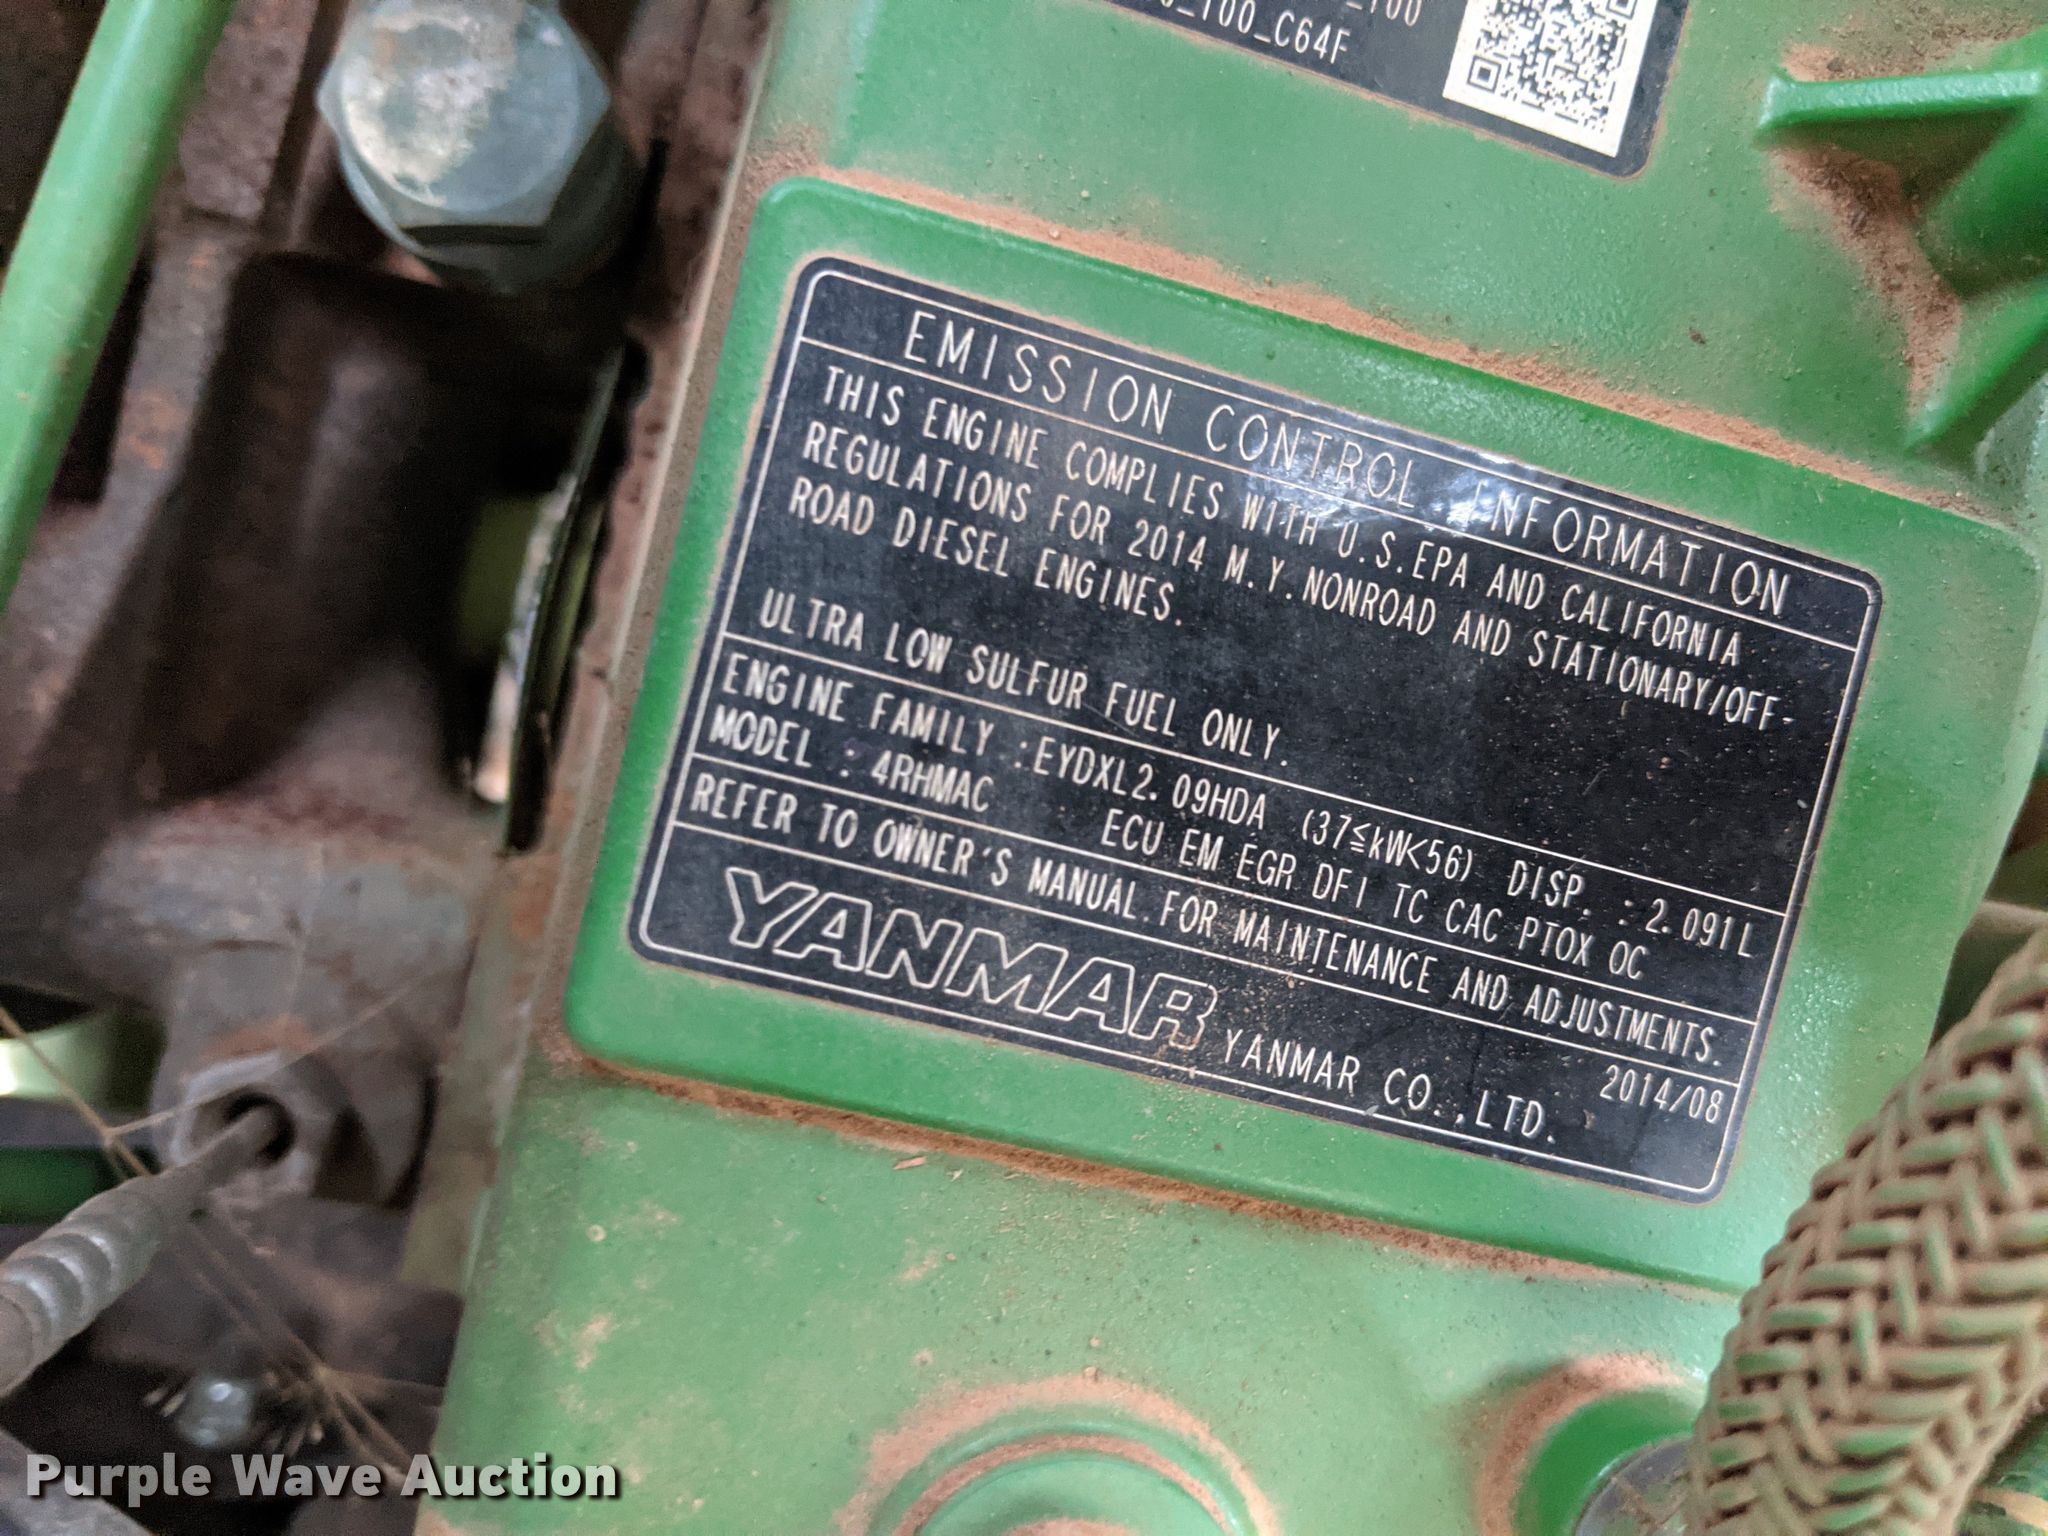 _T00
T00_C64F
EMISSION CONTROL INFORMATION
THIS ENGINE COMPLIES WITH U.S.EPA AND CALIFORNIA
REGULATIONS FOR 2014 M.Y.NONROAD AND STATIONARY/OFF-
ROAD DIESEL ENGINES.
ULTRA LOW SULFUR FUEL ONLY.
ENGINE FAMILY :EYDXL2.09HDA (37≦kW<56) DISP. :2.091L
MODEL : 4RHMAC ECU EM EGR DFI TC CAC PTOX OC
REFER TO OWNER'S MANUAL.FOR MAINTENANCE AND ADJUSTMENTS.
2014/08
YANMAR YANMAR CO.,LTD.
Purple Wave Auction